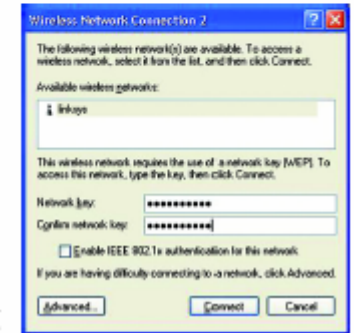 Wireless Network Connection 2
The following wireless network(s) are available. To access a
wireless network, select it from the list, and then click Connect.
Available wireless networks:
linksys
This wireless network requires the use of a network key (WEP). To
access this network, type the key, then click Connect.
Network key: ••••••••••
Confirm network key: ••••••••••
Enable IEEE 802.1x authentication for this network
If you are having difficulty connecting to a network, click Advanced.
Advanced... Connect Cancel